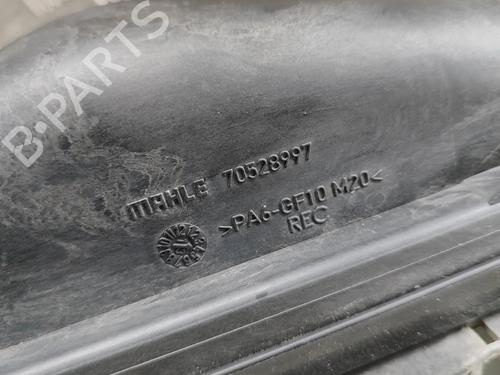 B-PARTS
MAHLE 70528997
>PA6-GF10 M20<
REC